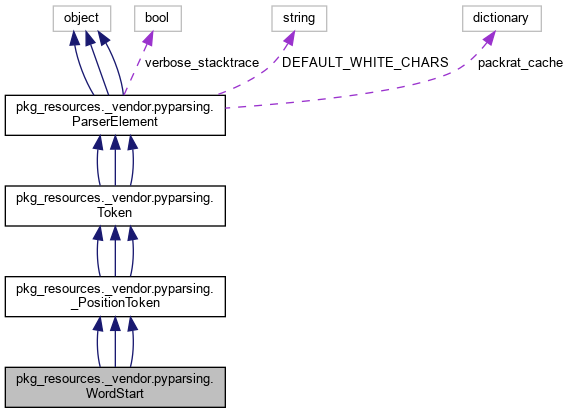 object
bool
string
dictionary
verbose_stacktrace
DEFAULT_WHITE_CHARS
packrat_cache
pkg_resources._vendor.pyparsing.
ParserElement
pkg_resources._vendor.pyparsing.
Token
pkg_resources._vendor.pyparsing.
_PositionToken
pkg_resources._vendor.pyparsing.
WordStart